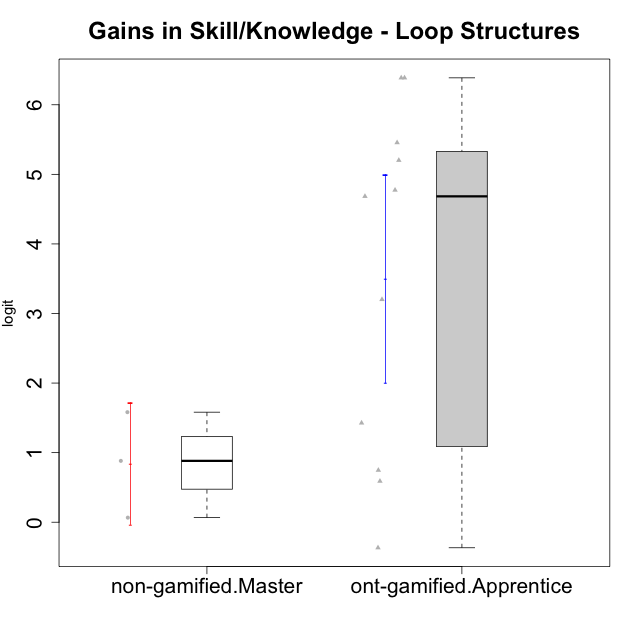 Gains in Skill/Knowledge - Loop Structures
6
5
4
3
2
1
0
logit
non-gamified.Master
ont-gamified.Apprentice